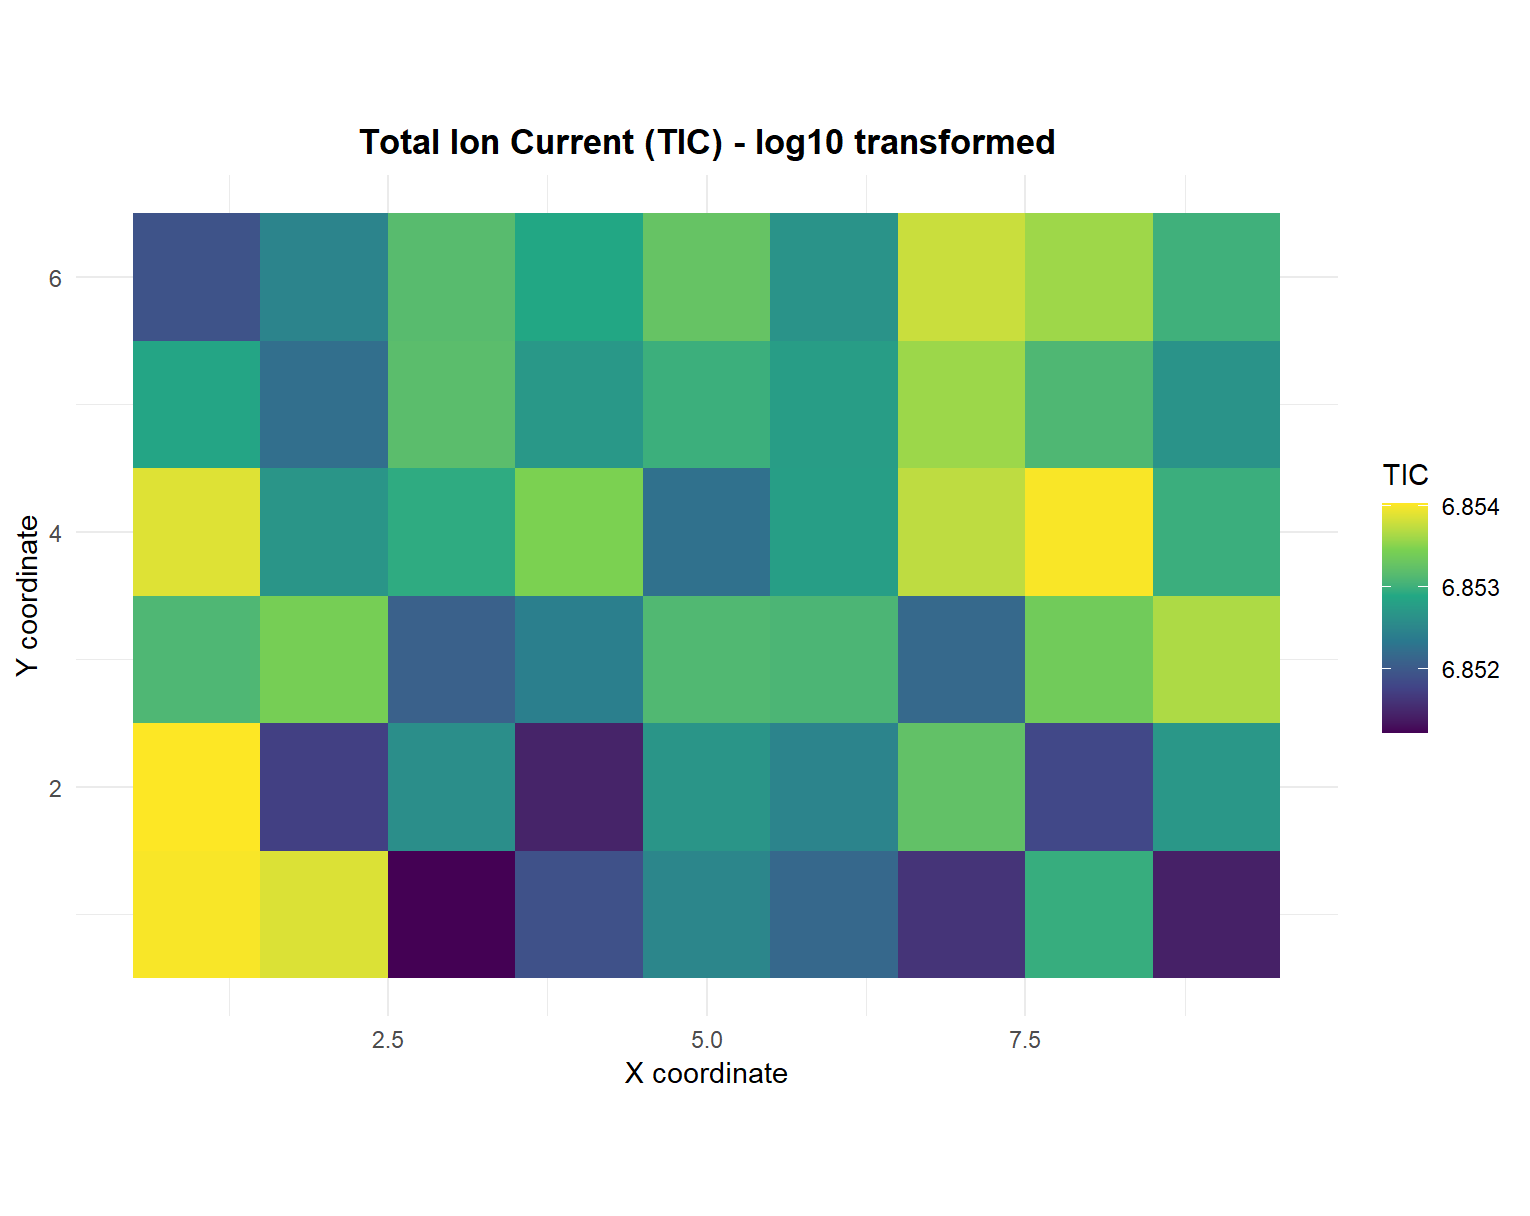 Total Ion Current (TIC) - log10 transformed
6
4
2
Y coordinate
2.5 5.0 7.5
X coordinate
TIC
6.854
6.853
6.852